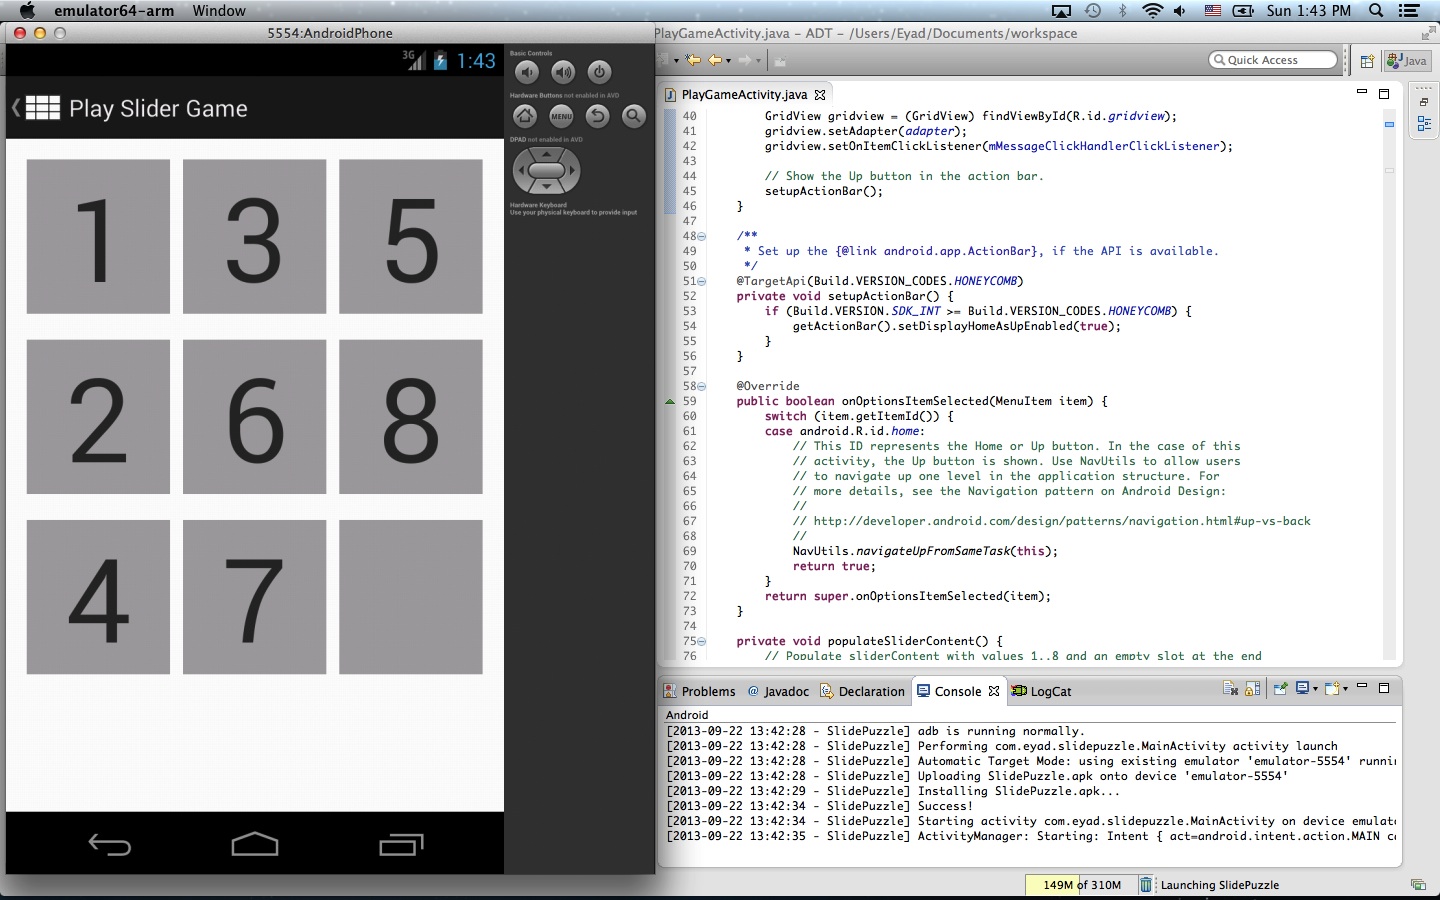 emulator64-arm Window
Sun 1:43 PM
5554:AndroidPhone
PlayGameActivity.java – ADT – /Users/Eyad/Documents/workspace
3G 1:43
Play Slider Game
1 3 5
2 6 8
4 7
Basic Controls
Hardware Buttons not enabled in AVD
MENU
DPAD not enabled in AVD
Hardware Keyboard
Use your physical keyboard to provide input
Quick Access
Java
PlayGameActivity.java
40 GridView gridview = (GridView) findViewById(R.id.gridview);
41 gridview.setAdapter(adapter);
42 gridview.setOnItemClickListener(mMessageClickHandlerClickListener);
43
44 // Show the Up button in the action bar.
45 setupActionBar();
46 }
47
48 /**
49 * Set up the {@link android.app.ActionBar}, if the API is available.
50 */
51 @TargetApi(Build.VERSION_CODES.HONEYCOMB)
52 private void setupActionBar() {
53 if (Build.VERSION.SDK_INT >= Build.VERSION_CODES.HONEYCOMB) {
54 getActionBar().setDisplayHomeAsUpEnabled(true);
55 }
56 }
57
58 @Override
59 public boolean onOptionsItemSelected(MenuItem item) {
60 switch (item.getItemId()) {
61 case android.R.id.home:
62 // This ID represents the Home or Up button. In the case of this
63 // activity, the Up button is shown. Use NavUtils to allow users
64 // to navigate up one level in the application structure. For
65 // more details, see the Navigation pattern on Android Design:
66 //
67 // http://developer.android.com/design/patterns/navigation.html#up-vs-back
68 //
69 NavUtils.navigateUpFromSameTask(this);
70 return true;
71 }
72 return super.onOptionsItemSelected(item);
73 }
74
75 private void populateSliderContent() {
76 // Populate sliderContent with values 1..8 and an empty slot at the end
Problems @ Javadoc Declaration Console LogCat
Android
[2013-09-22 13:42:28 - SlidePuzzle] adb is running normally.
[2013-09-22 13:42:28 - SlidePuzzle] Performing com.eyad.slidepuzzle.MainActivity activity launch
[2013-09-22 13:42:28 - SlidePuzzle] Automatic Target Mode: using existing emulator 'emulator-5554' runnin
[2013-09-22 13:42:28 - SlidePuzzle] Uploading SlidePuzzle.apk onto device 'emulator-5554'
[2013-09-22 13:42:29 - SlidePuzzle] Installing SlidePuzzle.apk...
[2013-09-22 13:42:34 - SlidePuzzle] Success!
[2013-09-22 13:42:34 - SlidePuzzle] Starting activity com.eyad.slidepuzzle.MainActivity on device emulato
[2013-09-22 13:42:35 - SlidePuzzle] ActivityManager: Starting: Intent { act=android.intent.action.MAIN ca
149M of 310M Launching SlidePuzzle